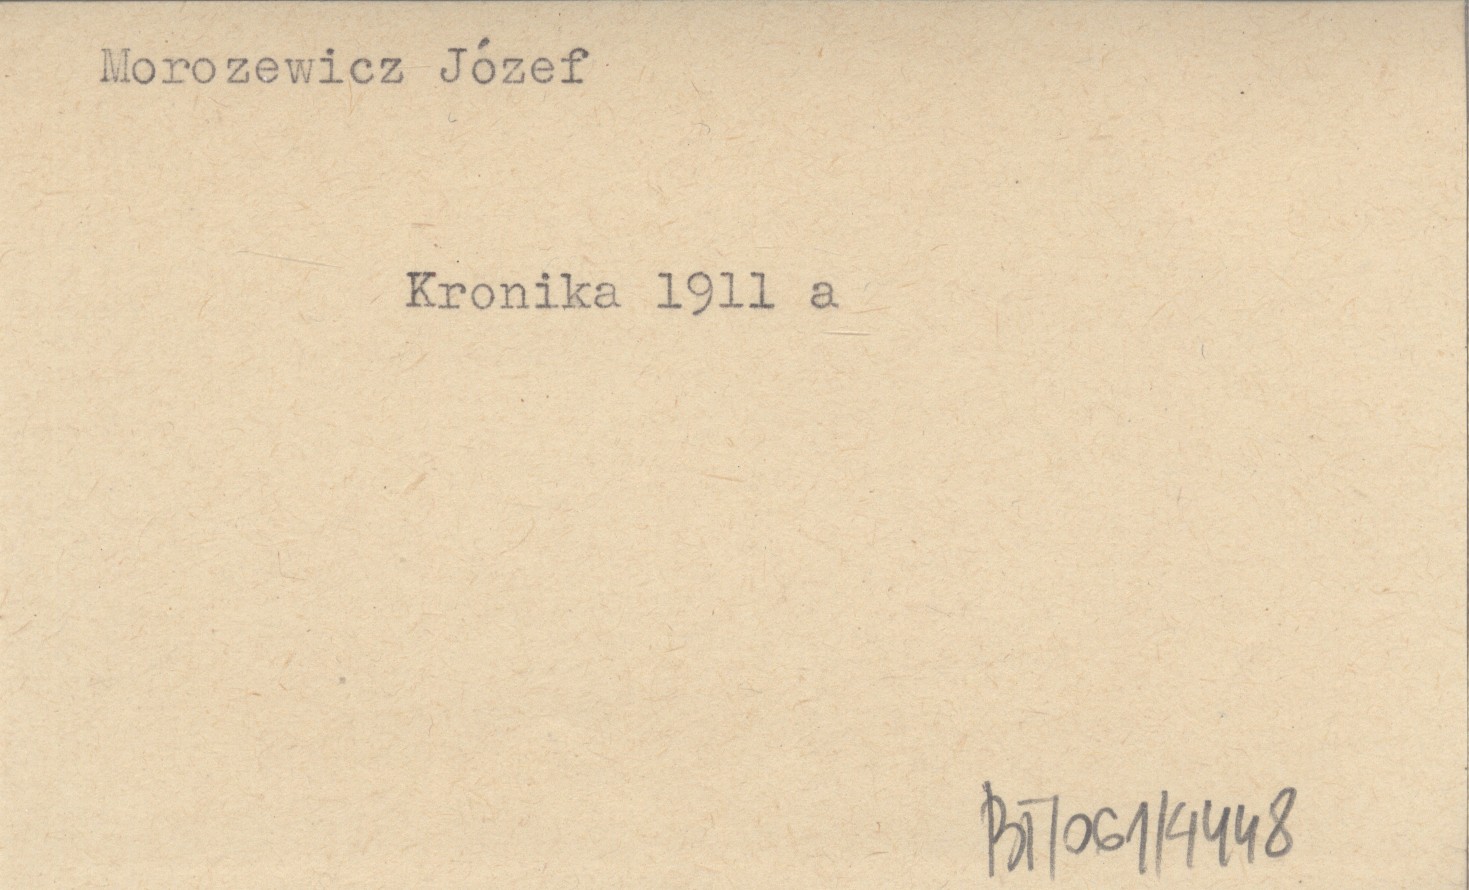 Morozewicz Józef
Kronika 1911 a
BT/061/4448